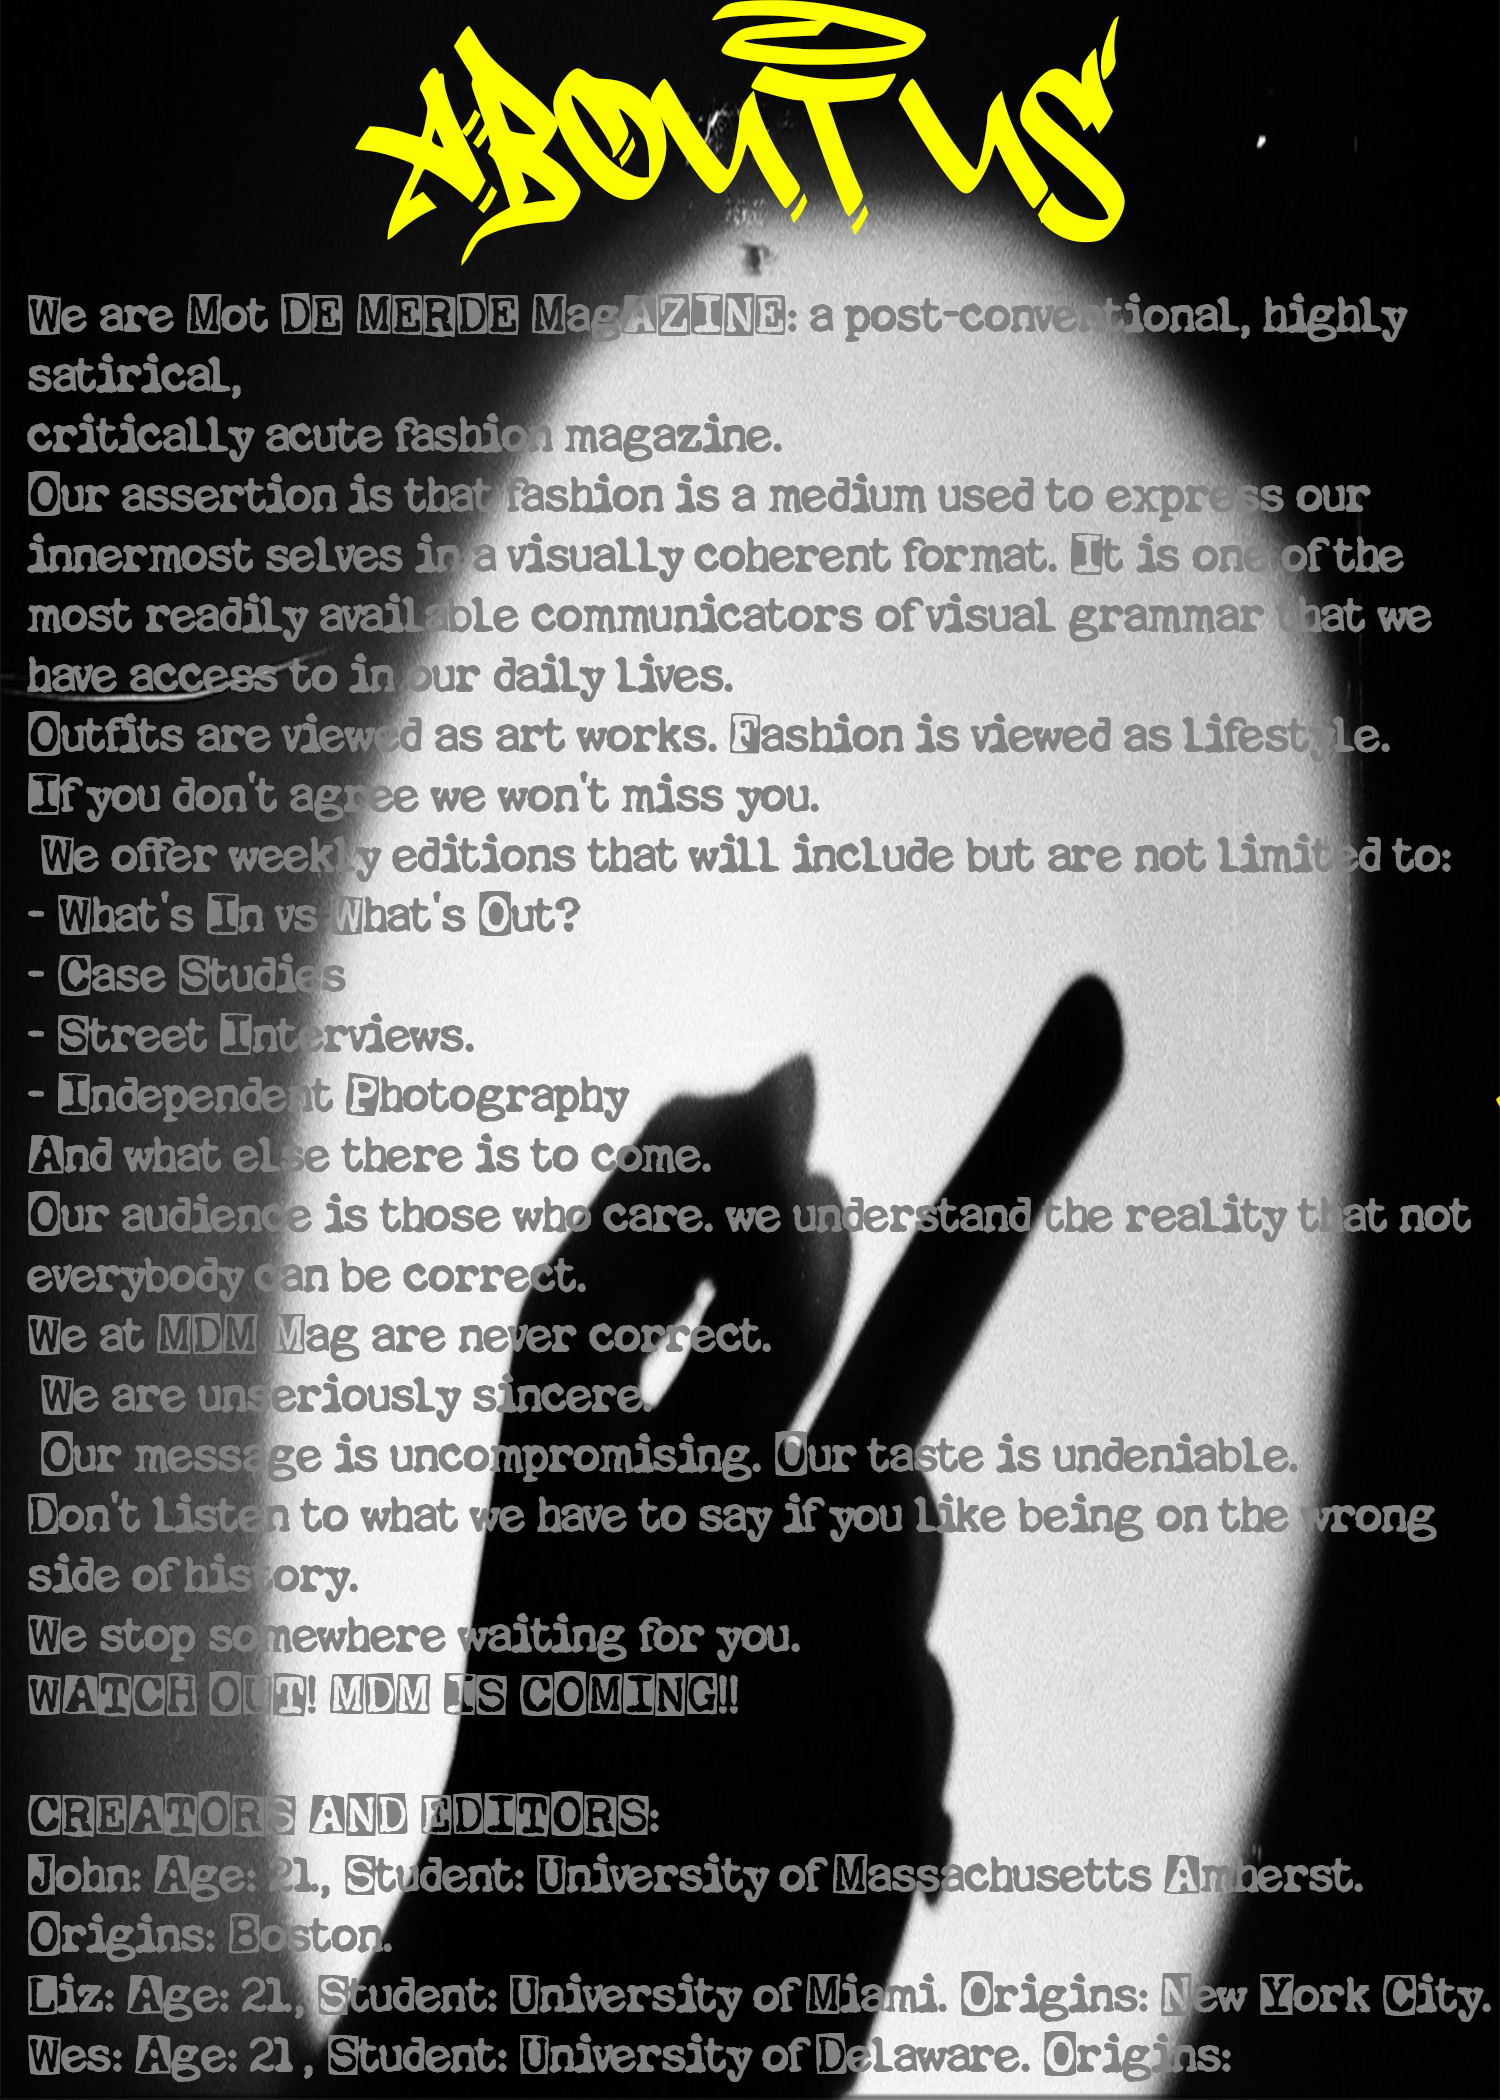 ABOUT US
We are Mot DE MERDE MagAZINE: a post-conventional, highly
satirical,
critically acute fashion magazine.
Our assertion is that fashion is a medium used to express our
innermost selves in a visually coherent format. It is one of the
most readily available communicators of visual grammar that we
have access to in our daily lives.
Outfits are viewed as art works. Fashion is viewed as lifestyle.
If you don't agree we won't miss you.
We offer weekly editions that will include but are not limited to:
- What's In vs What's Out?
- Case Studies
- Street Interviews.
- Independent Photography
And what else there is to come.
Our audience is those who care. we understand the reality that not
everybody can be correct.
We at MDM Mag are never correct.
We are unseriously sincere.
Our message is uncompromising. Our taste is undeniable.
Don't listen to what we have to say if you like being on the wrong
side of history.
We stop somewhere waiting for you.
WATCH OUT! MDM IS COMING!!
CREATORS AND EDITORS:
John: Age: 21, Student: University of Massachusetts Amherst.
Origins: Boston.
Liz: Age: 21, Student: University of Miami. Origins: New York City.
Wes: Age: 21 , Student: University of Delaware. Origins: